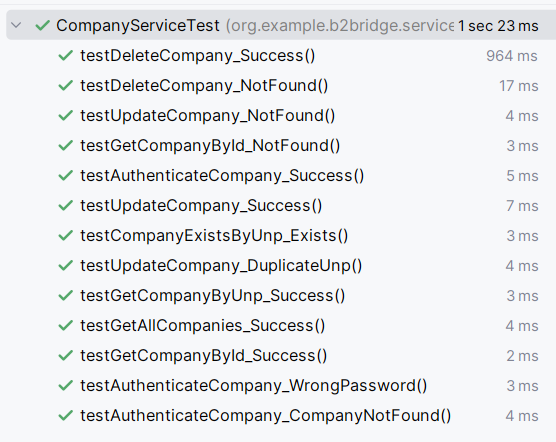 CompanyServiceTest (org.example.b2bridge.service 1 sec 23 ms
testDeleteCompany_Success() 964 ms
testDeleteCompany_NotFound() 17 ms
testUpdateCompany_NotFound() 4 ms
testGetCompanyById_NotFound() 3 ms
testAuthenticateCompany_Success() 5 ms
testUpdateCompany_Success() 7 ms
testCompanyExistsByUnp_Exists() 3 ms
testUpdateCompany_DuplicateUnp() 4 ms
testGetCompanyByUnp_Success() 3 ms
testGetAllCompanies_Success() 4 ms
testGetCompanyById_Success() 2 ms
testAuthenticateCompany_WrongPassword() 3 ms
testAuthenticateCompany_CompanyNotFound() 4 ms